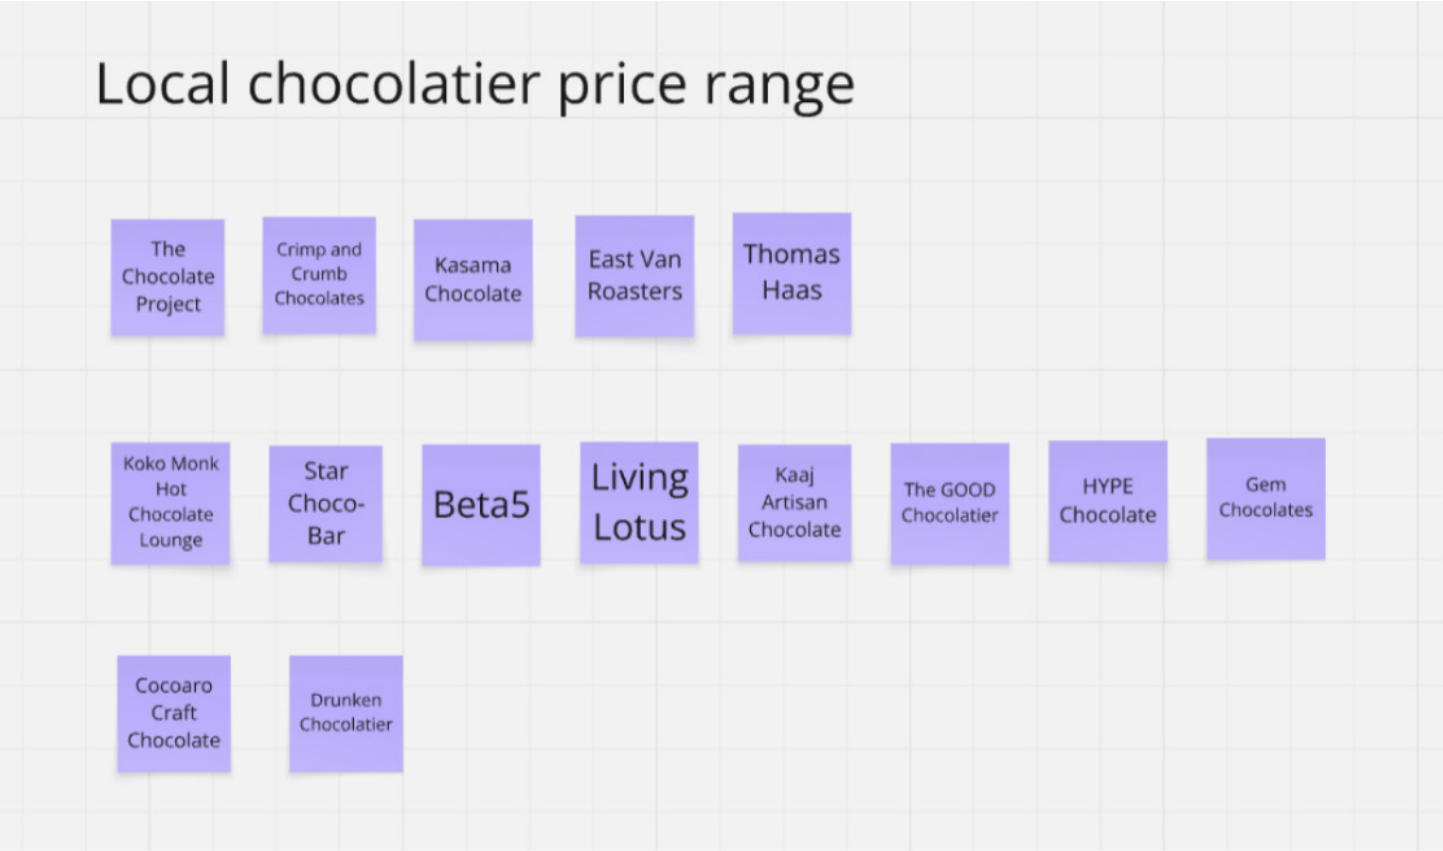 Local chocolatier price range
The
Chocolate
Project
Crimp and
Crumb
Chocolates
Kasama
Chocolate
East Van
Roasters
Thomas
Haas
Koko Monk
Hot
Chocolate
Lounge
Star
Choco-
Bar
Beta5
Living
Lotus
Kaaj
Artisan
Chocolate
The GOOD
Chocolatier
HYPE
Chocolate
Gem
Chocolates
Cocoaro
Craft
Chocolate
Drunken
Chocolatier